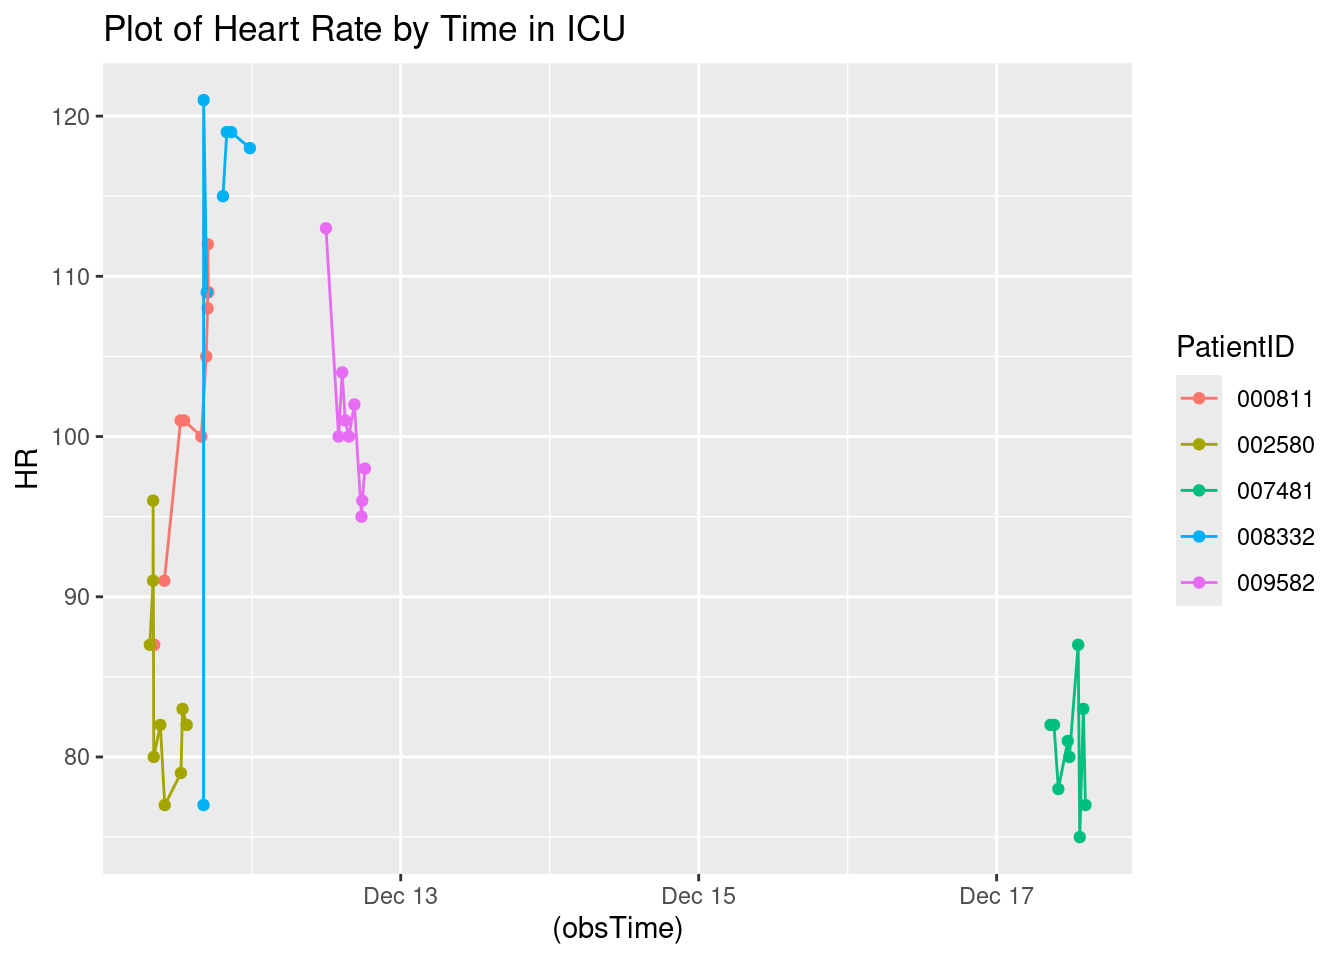 Plot of Heart Rate by Time in ICU
120
110
100
90
80
HR
Dec 13
Dec 15
Dec 17
(obsTime)
PatientID
000811
002580
007481
008332
009582